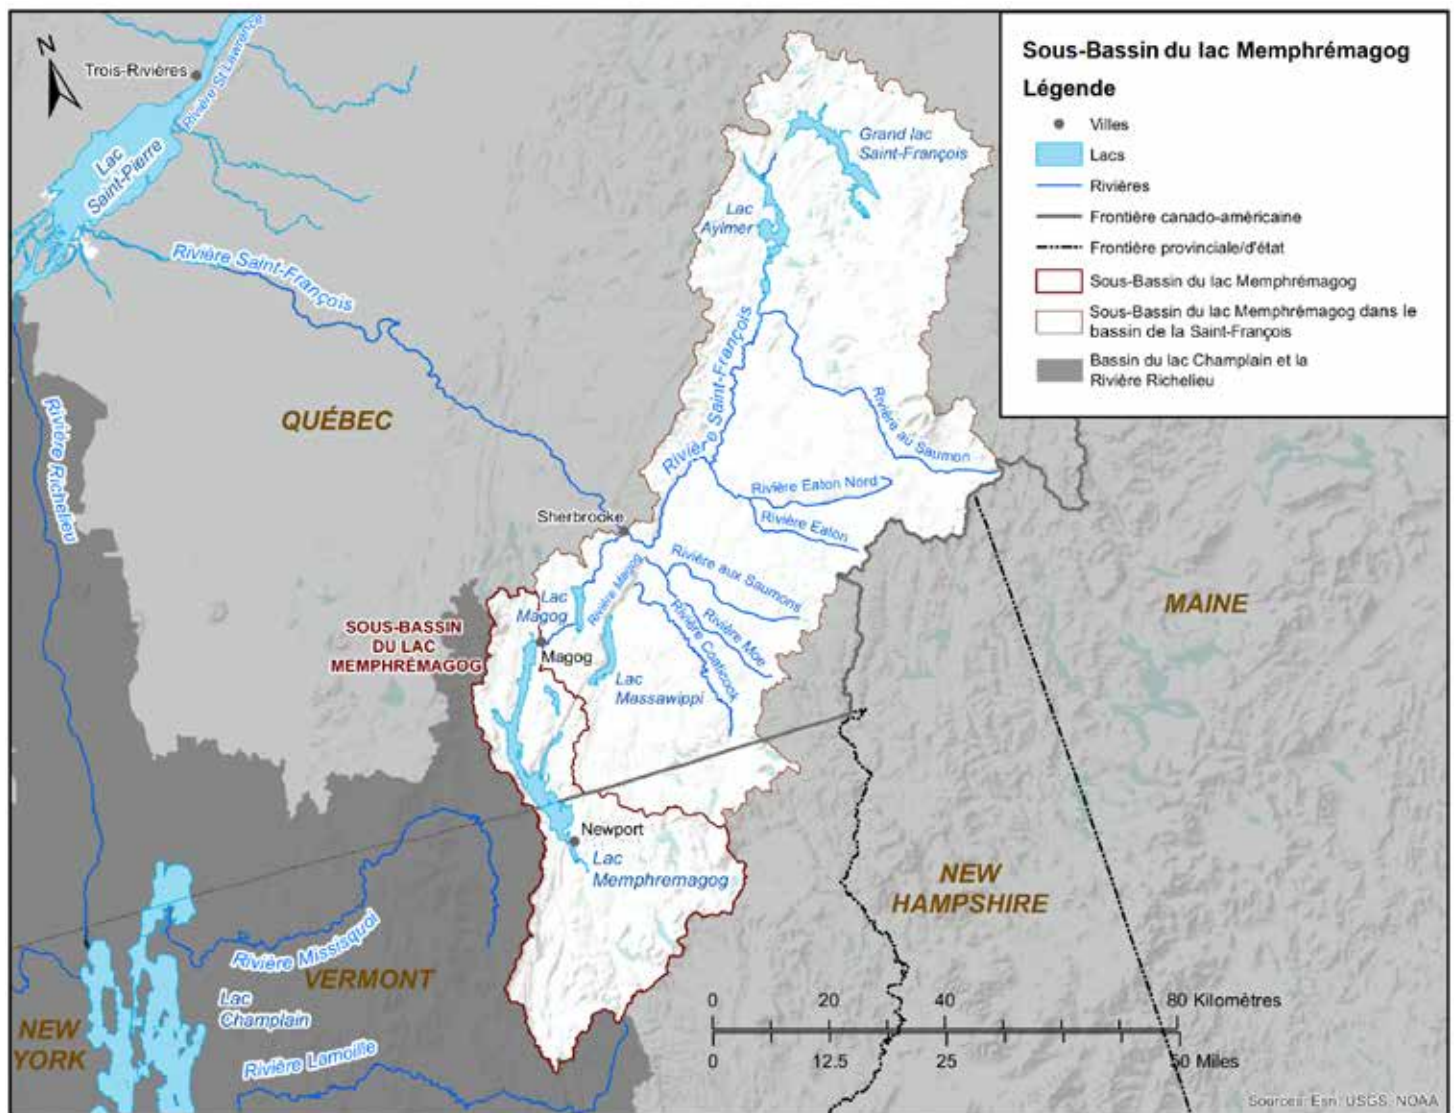 N
Trois-Rivières
Rivière St Lawrence
Lac
Saint-Pierre
Rivière Saint-François
Rivière Richelieu
QUÉBEC
Grand lac
Saint-François
Lac
Aylmer
Rivière Saint-François
Rivière au Saumon
Rivière Eaton Nord
Rivière Eaton
Sherbrooke
Rivière Magog
Rivière aux Saumons
Rivière Moe
Rivière Coaticook
Lac
Magog
SOUS-BASSIN
DU LAC
MEMPHRÉMAGOG
Magog
Lac
Massawippi
Newport
Lac
Memphremagog
MAINE
NEW
HAMPSHIRE
Rivière Missisquoi
VERMONT
Lac
Champlain
NEW
YORK
Rivière Lamoille
Sous-Bassin du lac Memphrémagog
Légende
Villes
Lacs
Rivières
Frontière canado-américaine
Frontière provinciale/d'état
Sous-Bassin du lac Memphrémagog
Sous-Bassin du lac Memphrémagog dans le
bassin de la Saint-François
Bassin du lac Champlain et la
Rivière Richelieu
0 20 40 80 Kilomètres
0 12.5 25 50 Miles
Sources: Esri, USGS, NOAA